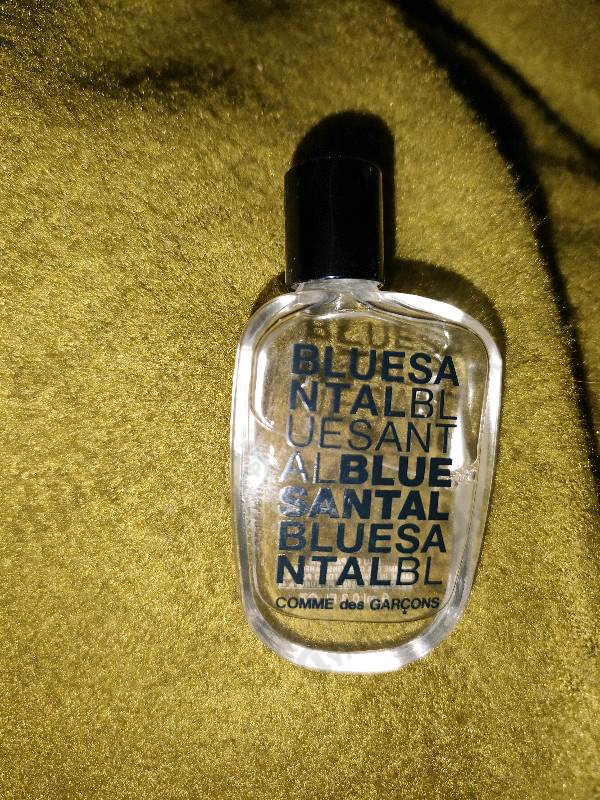 BLUESA
NTALBL
UESANT
ALBLUE
SANTAL
BLUESA
NTALBL
COMME des GARÇONS